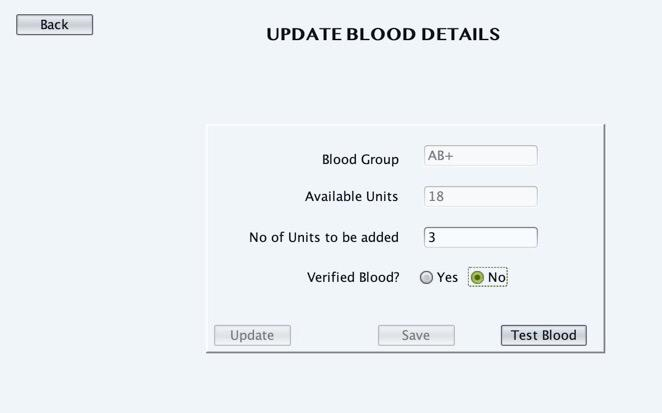 Back
UPDATE BLOOD DETAILS
Blood Group AB+
Available Units 18
No of Units to be added 3
Verified Blood? Yes No
Update Save Test Blood